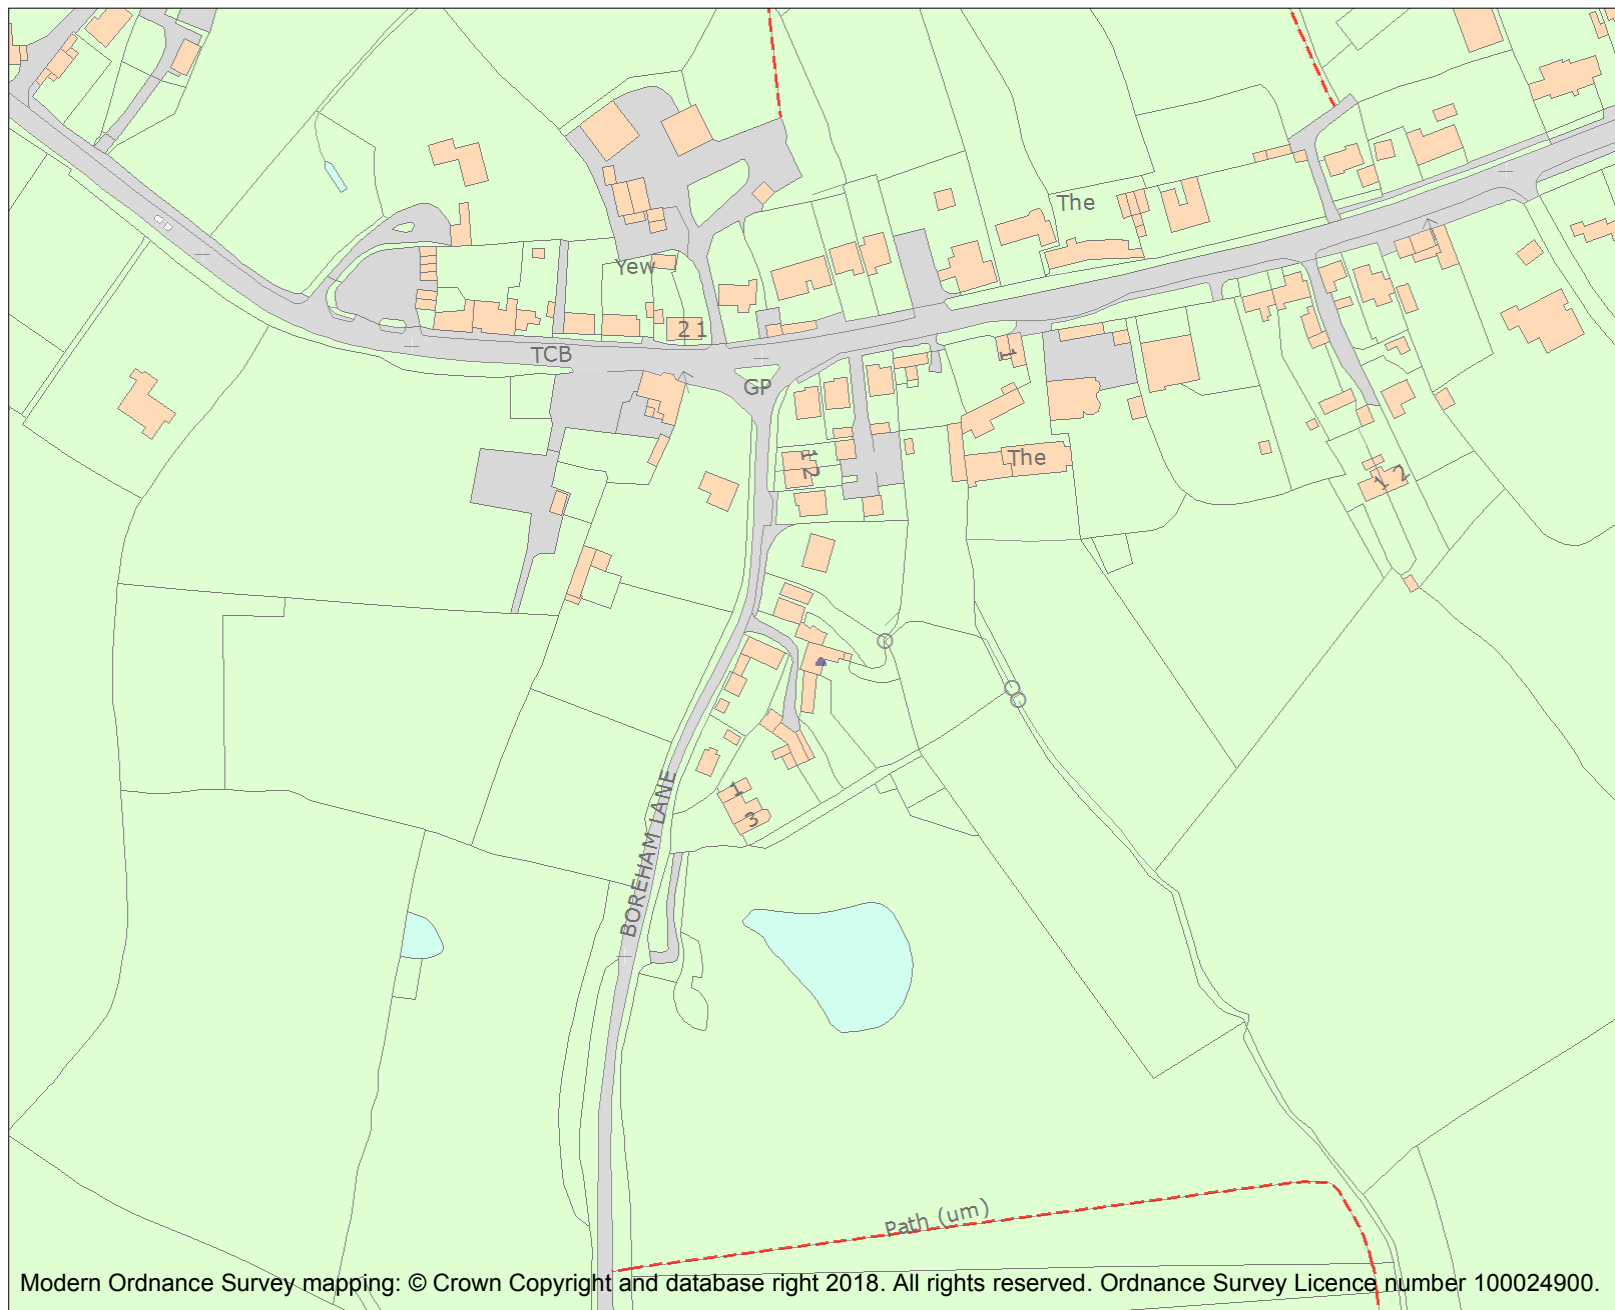 The
Yew
2 1
TCB
GP
1
1 2
The
1 2
BOREHAM LANE
1
3
Path (um)
Modern Ordnance Survey mapping: © Crown Copyright and database right 2018. All rights reserved. Ordnance Survey Licence number 100024900.